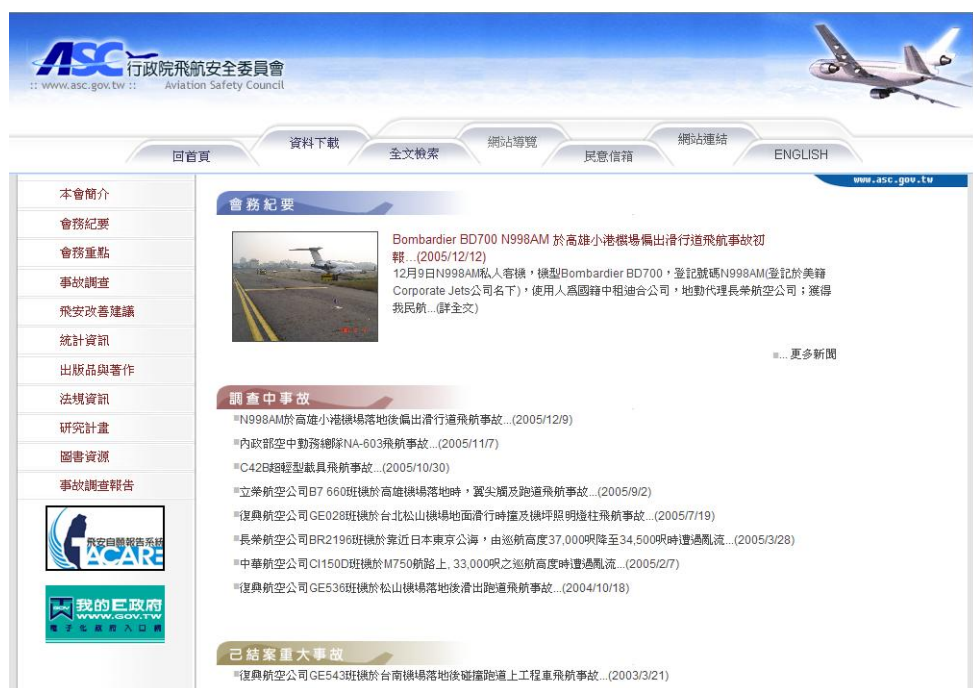 ASC 行政院飛航安全委員會
:: www.asc.gov.tw :: Aviation Safety Council
回首頁
資料下載
全文檢索
網站導覽
民意信箱
網站連結
ENGLISH
www.asc.gov.tw
本會簡介
會務紀要
會務重點
事故調查
飛安改善建議
統計資訊
出版品與著作
法規資訊
研究計畫
圖書資源
事故調查報告
飛安自願報告系統
TACARE
我的E政府
WWW.GOV.TW
電子化政府入口網
會務紀要
Bombardier BD700 N998AM 於高雄小港機場偏出滑行道飛航事故初
報...(2005/12/12)
12月9日N998AM私人客機，機型Bombardier BD700，登記號碼N998AM(登記於美籍
Corporate Jets公司名下)，使用人為國籍中租迪合公司，地勤代理長榮航空公司；獲得
我民航...(詳全文)
... 更多新聞
調查中事故
N998AM於高雄小港機場落地後偏出滑行道飛航事故...(2005/12/9)
內政部空中勤務總隊NA-603飛航事故...(2005/11/7)
C42B超輕型載具飛航事故...(2005/10/30)
立榮航空公司B7 660班機於高雄機場落地時，翼尖觸及跑道飛航事故...(2005/9/2)
復興航空公司GE028班機於台北松山機場地面滑行時撞及機坪照明燈柱飛航事故...(2005/7/19)
長榮航空公司BR2196班機於靠近日本東京公海，由巡航高度37,000呎降至34,500呎時遭遇亂流...(2005/3/28)
中華航空公司CI150D班機於M750航路上, 33,000呎之巡航高度時遭遇亂流...(2005/2/7)
復興航空公司GE536班機於松山機場落地後滑出跑道飛航事故...(2004/10/18)
己結案重大事故
復興航空公司GE543班機於台南機場落地後碰撞跑道上工程車飛航事故...(2003/3/21)